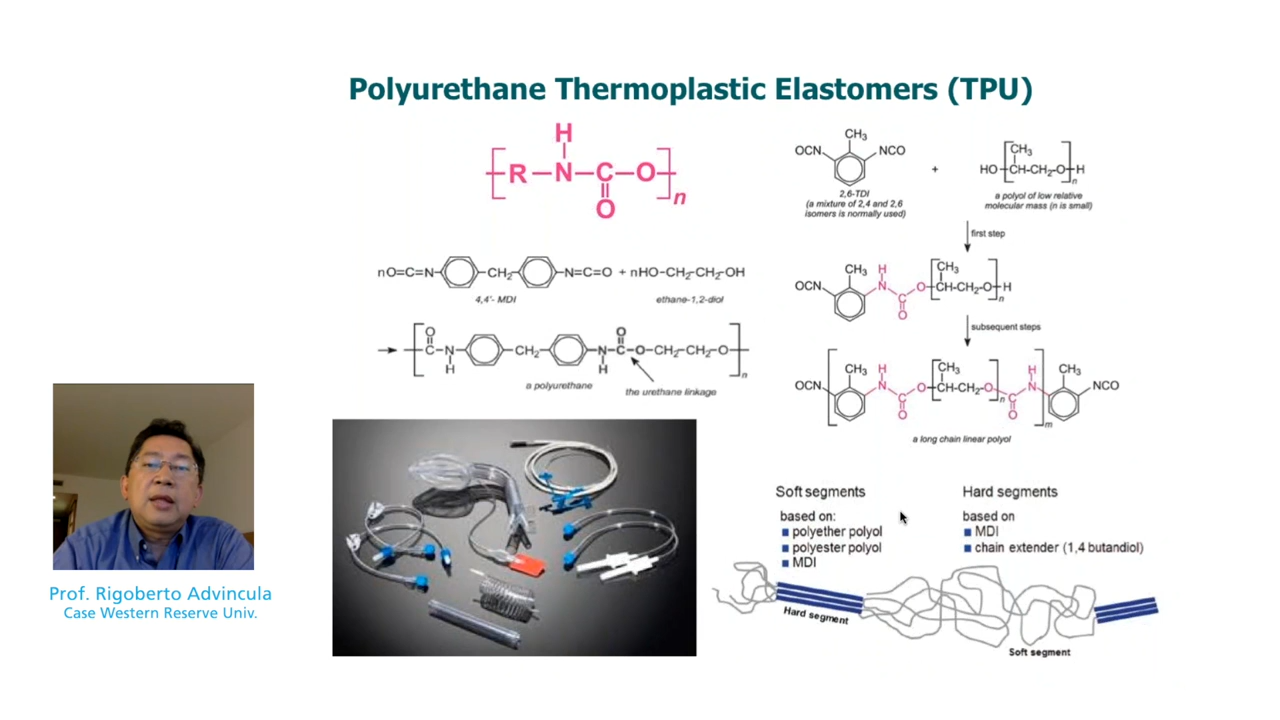 Polyurethane Thermoplastic Elastomers (TPU)
H
R—N—C—O
O
n
nO=C=N— —CH₂— —N=C=O + nHO—CH₂CH₂OH
4,4'- MDI
ethane-1,2-diol
O
O
C—N— —CH₂— —N—C—O—CH₂—CH₂—O
H
H
n
a polyurethane
the urethane linkage
CH₃
OCN
NCO
+
CH₃
HO CH-CH₂-O H
n
2,6-TDI
(a mixture of 2,4 and 2,6
isomers is normally used)
a polyol of low relative
molecular mass (n is small)
first step
CH₃
H
CH₃
OCN
N
O
CH-CH₂-O H
C
n
O
subsequent steps
CH₃
H
CH₃
H
CH₃
OCN
N
O
CH-CH₂-O
N
NCO
C
n
C
O
O
m
a long chain linear polyol
Soft segments
based on:
polyether polyol
polyester polyol
MDI
Hard segments
based on
MDI
chain extender (1,4 butandiol)
Hard segment
Soft segment
Prof. Rigoberto Advincula
Case Western Reserve Univ.